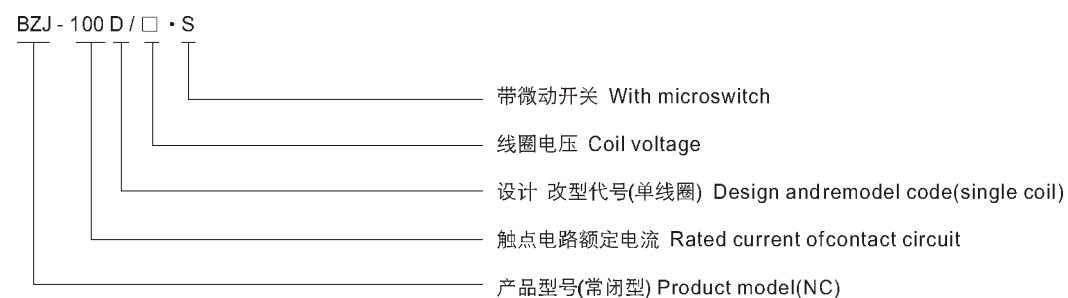 BZJ - 100 D / □ · S
带微动开关 With microswitch
线圈电压 Coil voltage
设计 改型代号(单线圈) Design andremodel code(single coil)
触点电路额定电流 Rated current ofcontact circuit
产品型号(常闭型) Product model(NC)